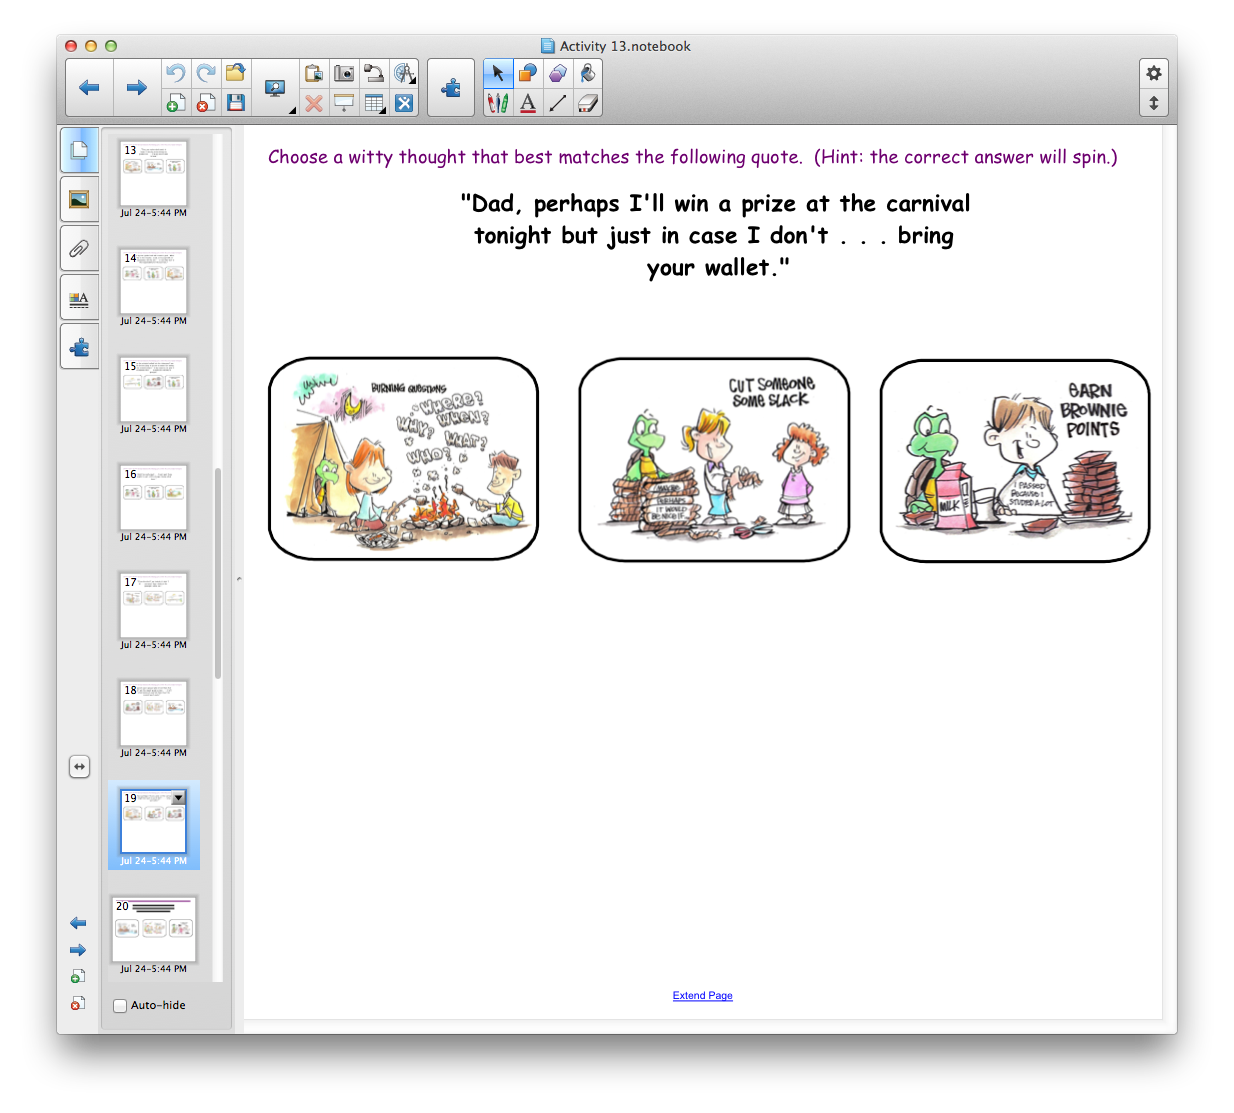 Activity 13.notebook
Choose a witty thought that best matches the following quote.  (Hint: the correct answer will spin.)
"Dad, perhaps I'll win a prize at the carnival
tonight but just in case I don't . . . bring
your wallet."
BURNING QUESTIONS
WHERE?
WHEN?
WHY?
WHAT?
WHO?
CUT SOMEONE
SOME SLACK
MAYBE
PERHAPS
IT WOULD
BE NICE IF
EARN
BROWNIE
POINTS
I PASSED
BECAUSE I
STUDIED A LOT
MILK
13
Jul 24-5:44 PM
14
Jul 24-5:44 PM
15
Jul 24-5:44 PM
16
Jul 24-5:44 PM
17
Jul 24-5:44 PM
18
Jul 24-5:44 PM
19
Jul 24-5:44 PM
20
Jul 24-5:44 PM
Auto-hide
Extend Page